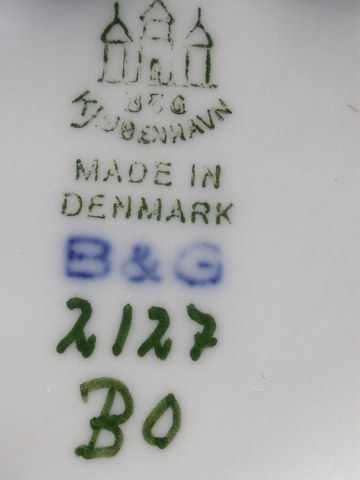 B&G
KJØBENHAVN
MADE IN
DENMARK
B&G
2127
BO